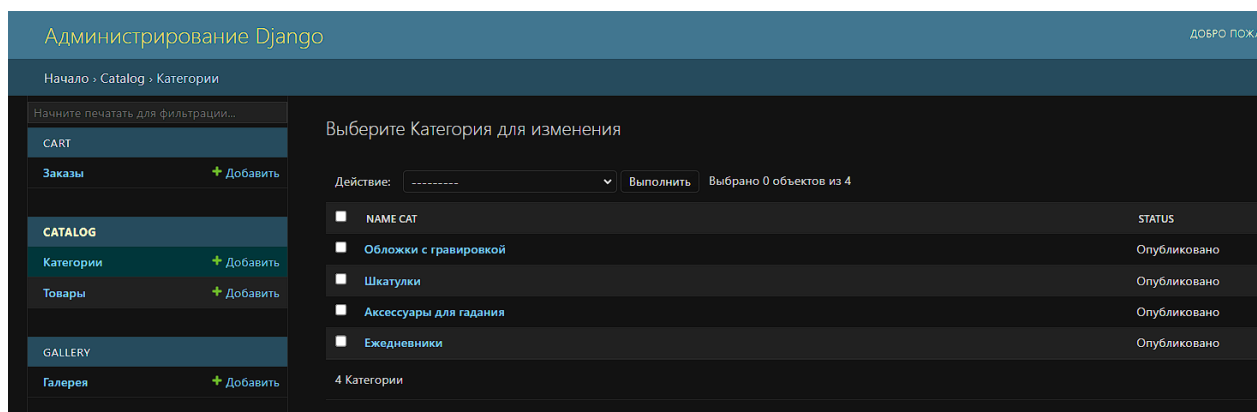 Администрирование Django
ДОБРО
Начало › Catalog › Категории
Начните печатать для фильтрации...
CART
Заказы
+ Добавить
CATALOG
Категории
+ Добавить
Товары
+ Добавить
GALLERY
Галерея
+ Добавить
Выберите Категория для изменения
Действие: --------- Выполнить Выбрано 0 объектов из 4
NAME CAT STATUS
Обложки с гравировкой Опубликовано
Шкатулки Опубликовано
Аксессуары для гадания Опубликовано
Ежедневники Опубликовано
4 Категории